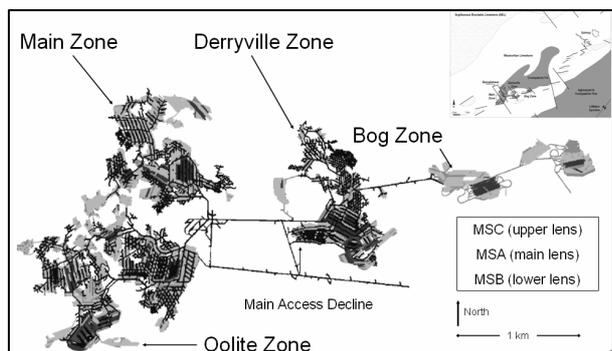 Main Zone
Derryville Zone
Bog Zone
MSC (upper lens)
MSA (main lens)
MSB (lower lens)
Main Access Decline
North
1 km
Oolite Zone